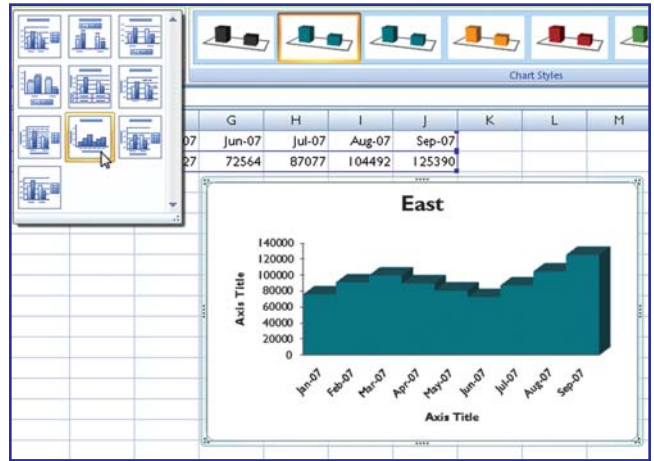 Chart Styles
G H I J K L M
07 Jun-07 Jul-07 Aug-07 Sep-07
27 72564 87077 104492 125390
East
140000
120000
100000
80000
60000
40000
20000
0
Axis Title
Jan-07 Feb-07 Mar-07 Apr-07 May-07 Jun-07 Jul-07 Aug-07 Sep-07
Axis Title